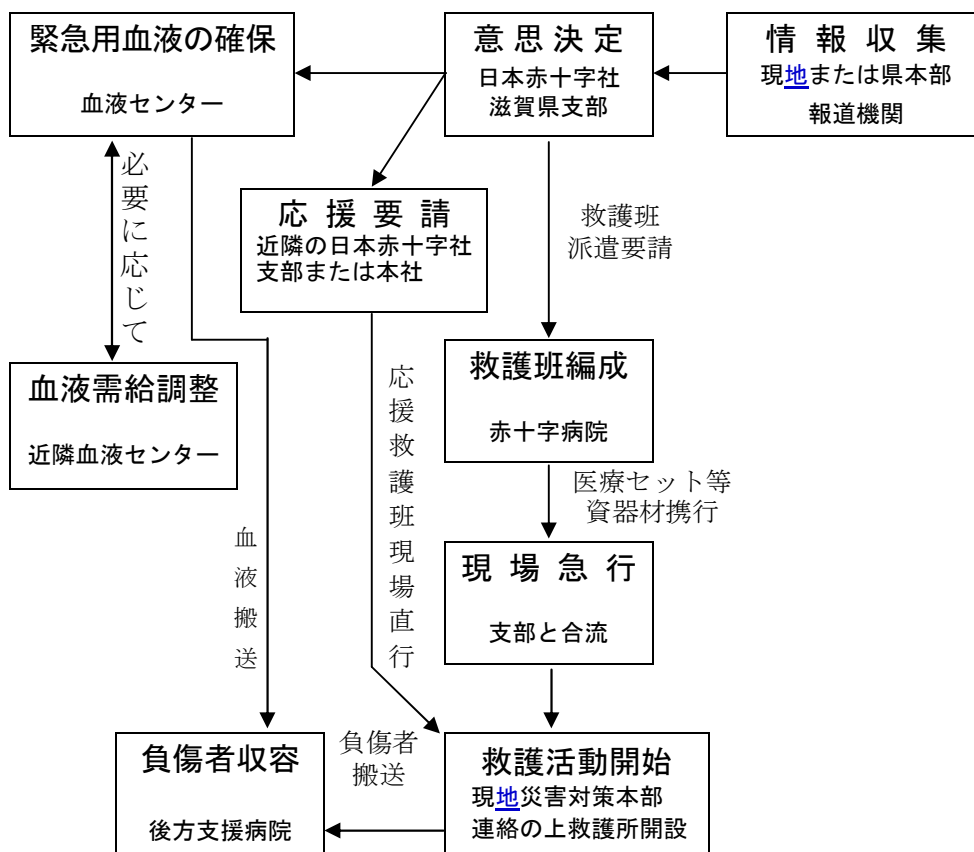 緊急用血液の確保
血液センター
意思決定
日本赤十字社
滋賀県支部
情報収集
現地または県本部
報道機関
必要に応じて
応援要請
近隣の日本赤十字社
支部または本社
救護班
派遣要請
血液需給調整
近隣血液センター
応援救護班現場直行
救護班編成
赤十字病院
医療セット等
資器材携行
血液搬送
現場急行
支部と合流
負傷者収容
後方支援病院
負傷者
搬送
救護活動開始
現地災害対策本部
連絡の上救護所開設